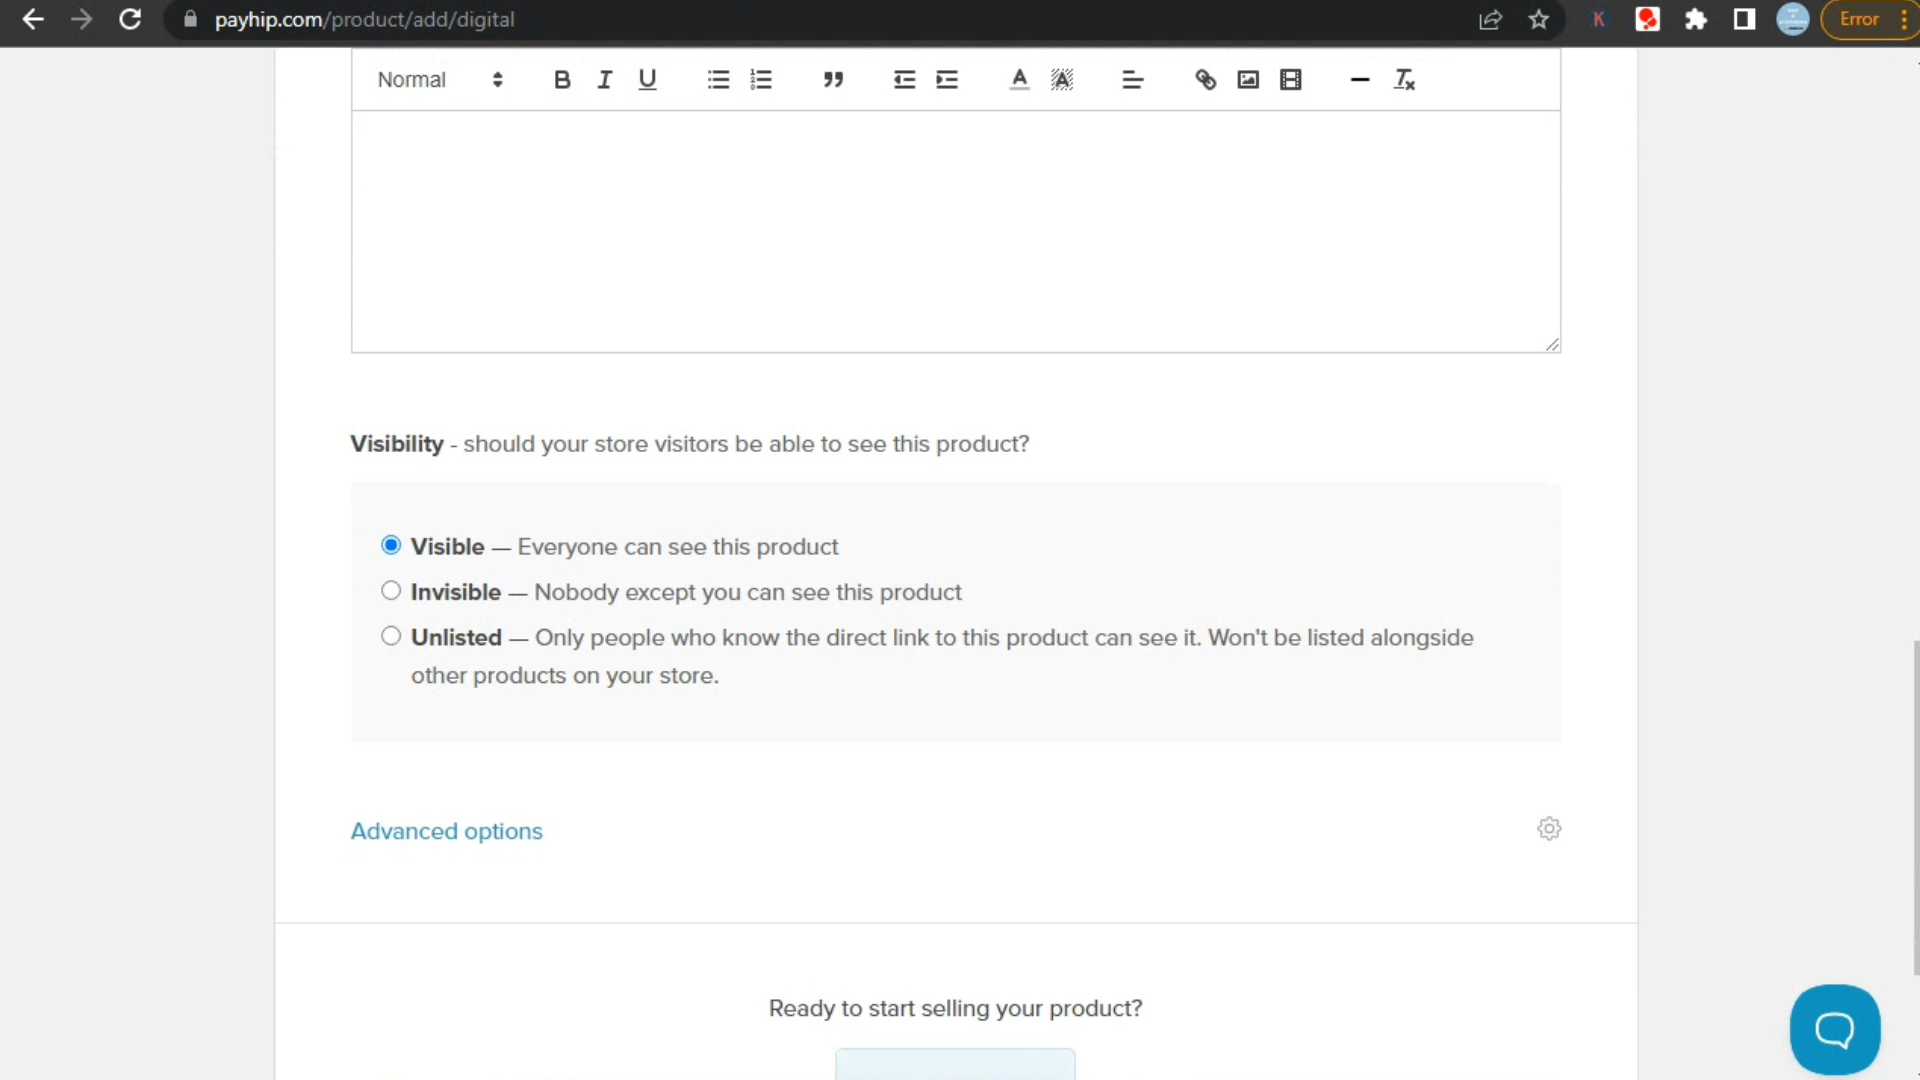 payhip.com/product/add/digital
K
Error
Normal
B I U
A A
Visibility - should your store visitors be able to see this product?
Visible — Everyone can see this product
Invisible — Nobody except you can see this product
Unlisted — Only people who know the direct link to this product can see it. Won't be listed alongside
other products on your store.
Advanced options
Ready to start selling your product?